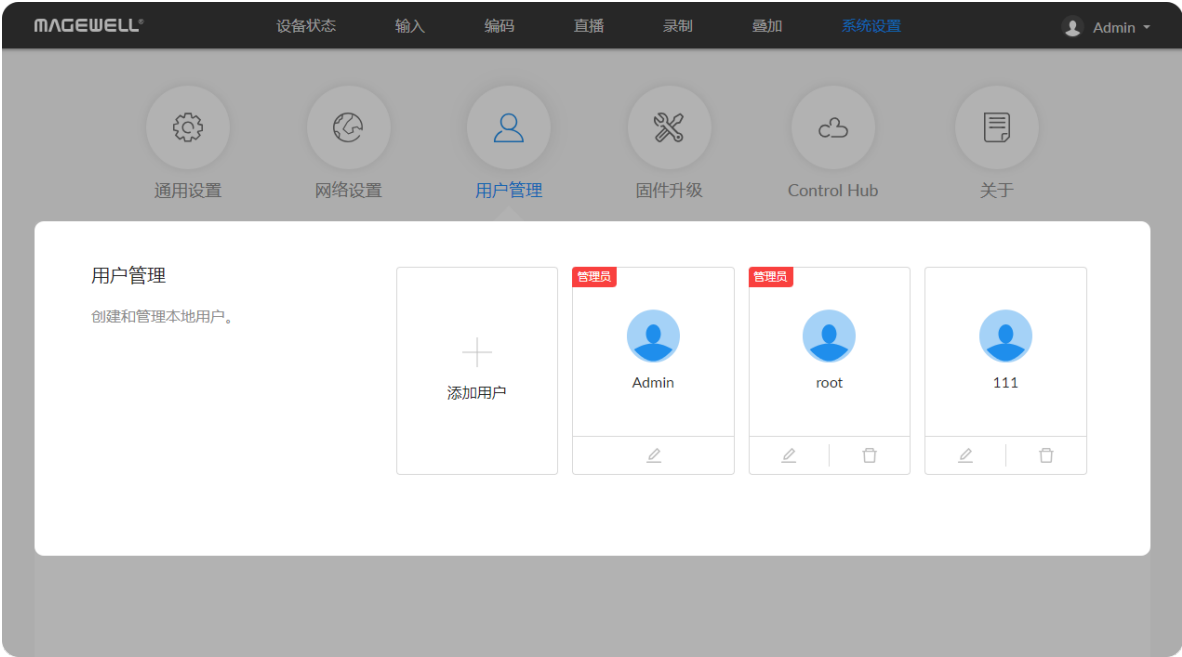 MAGEWELL®
设备状态 输入 编码 直播 录制 叠加 系统设置 Admin
通用设置 网络设置 用户管理 固件升级 Control Hub 关于
用户管理
创建和管理本地用户。
添加用户
管理员
Admin
管理员
root
111